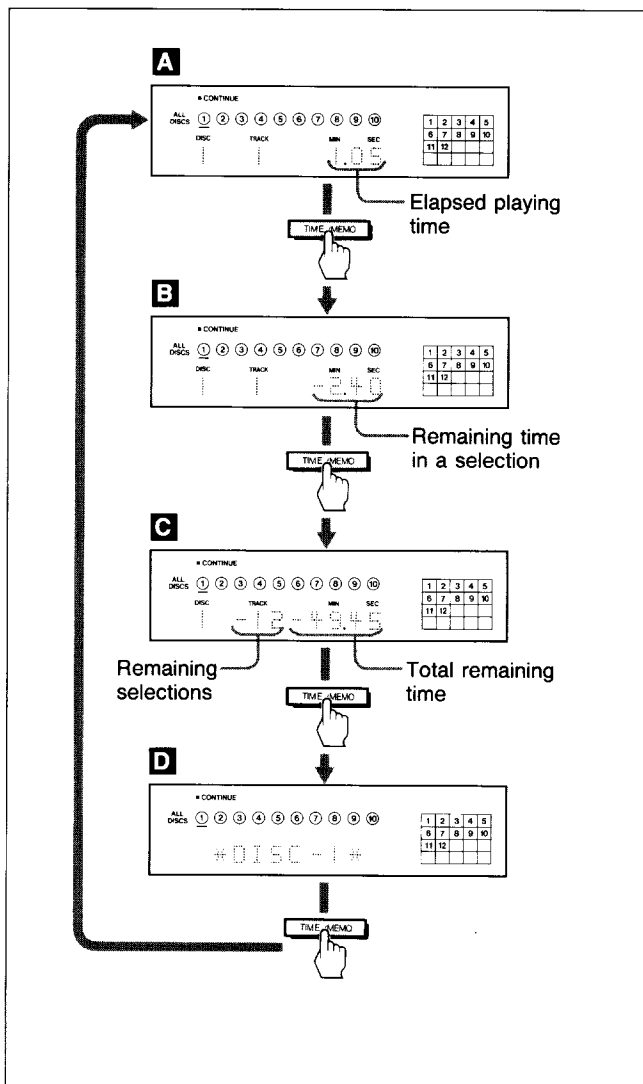 A
CONTINUE
ALL DISCS 1 2 3 4 5 6 7 8 9 10
DISC TRACK MIN SEC
1 1 1.05
1 2 3 4 5
6 7 8 9 10
11 12
Elapsed playing
time
TIME/MEMO
B
CONTINUE
ALL DISCS 1 2 3 4 5 6 7 8 9 10
DISC TRACK MIN SEC
1 1 -2.40
1 2 3 4 5
6 7 8 9 10
11 12
Remaining time
in a selection
TIME/MEMO
C
CONTINUE
ALL DISCS 1 2 3 4 5 6 7 8 9 10
DISC TRACK MIN SEC
1 -12 -49.45
1 2 3 4 5
6 7 8 9 10
11 12
Remaining
selections
Total remaining
time
TIME/MEMO
D
CONTINUE
ALL DISCS 1 2 3 4 5 6 7 8 9 10
*DISC-1*
1 2 3 4 5
6 7 8 9 10
11 12
TIME/MEMO